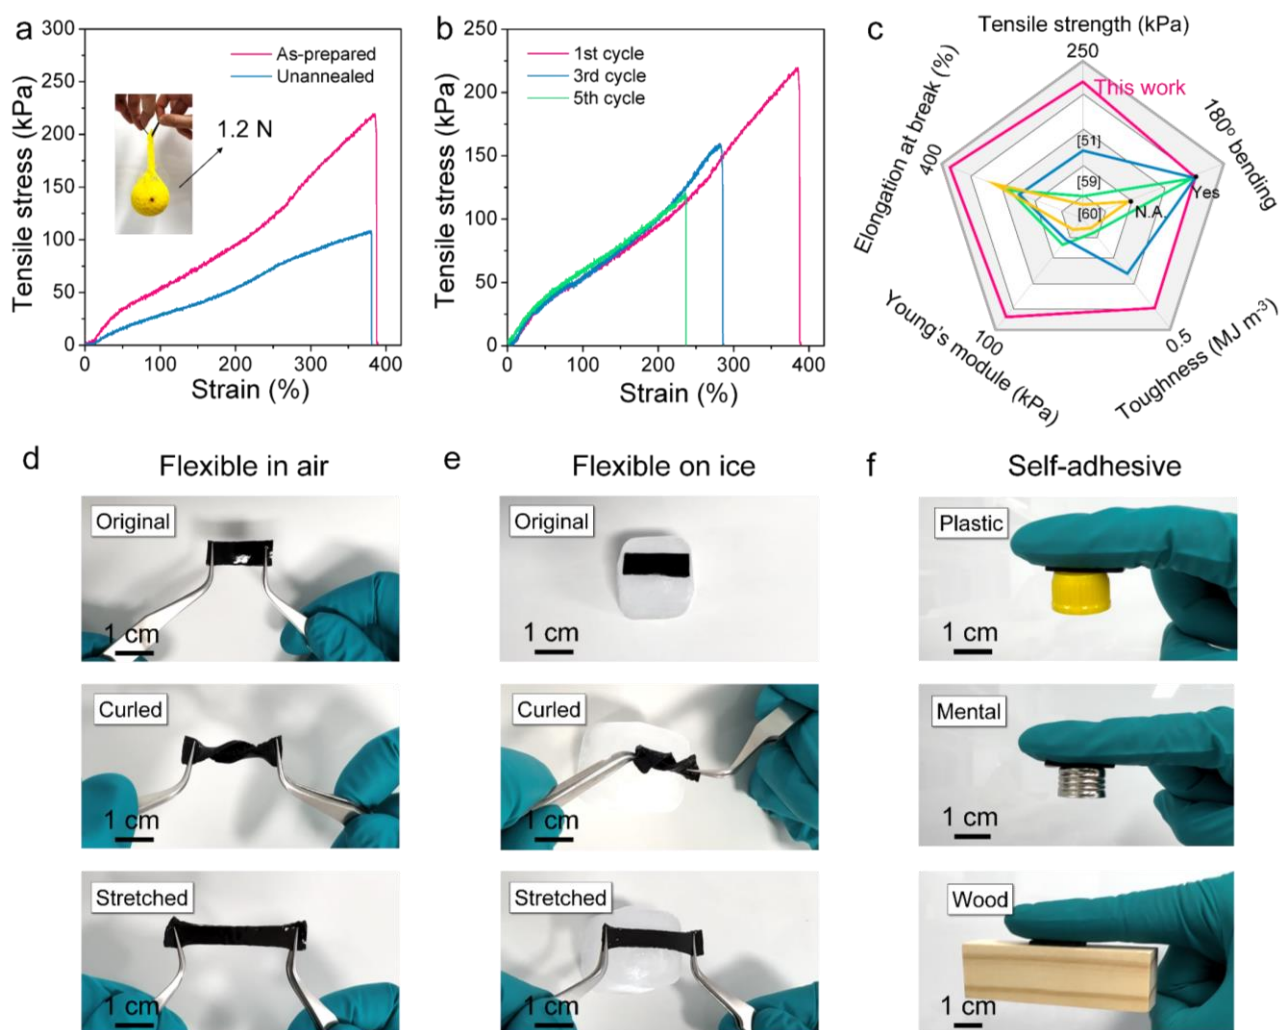 a
300
250
200
150
100
50
0
Tensile stress (kPa)
As-prepared
Unannealed
1.2 N
0 100 200 300 400
Strain (%)
b
250
200
150
100
50
0
Tensile stress (kPa)
1st cycle
3rd cycle
5th cycle
0 100 200 300 400
Strain (%)
c
Tensile strength (kPa)
250
This work
180° bending
Yes
N.A.
[51]
[59]
[60]
Elongation at break (%)
400
Young's module (kPa)
100
Toughness (MJ m-3)
0.5
d
Flexible in air
Original
1 cm
Curled
1 cm
Stretched
1 cm
e
Flexible on ice
Original
1 cm
Curled
1 cm
Stretched
1 cm
f
Self-adhesive
Plastic
1 cm
Mental
1 cm
Wood
1 cm